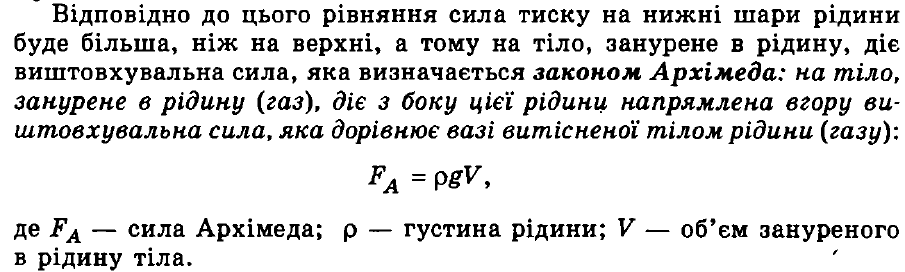 Відповідно до цього рівняння сила тиску на нижні шари рідини
буде більша, ніж на верхні, а тому на тіло, занурене в рідину, діє
виштовхувальна сила, яка визначається законом Архімеда: на тіло,
занурене в рідину (газ), діє з боку цієї рідини напрямлена вгору ви-
штовхувальна сила, яка дорівнює вазі витісненої тілом рідини (газу):
F_A = ρgV,
де F_A — сила Архімеда; ρ — густина рідини; V — об’єм зануреного
в рідину тіла.